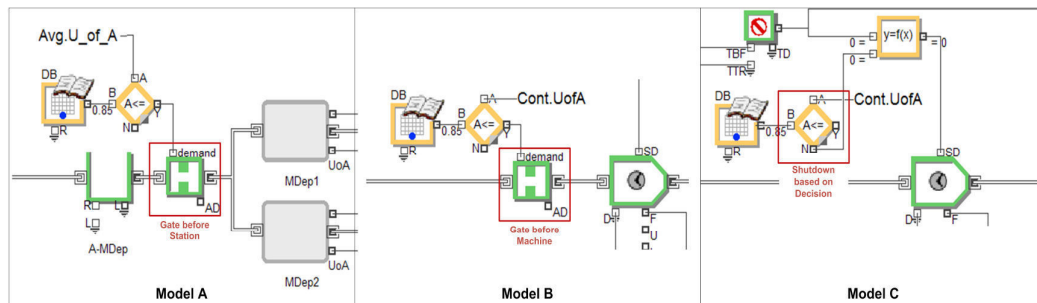 Avg.U_of_A
A
DB
B
A<=
Y
0.85
N
R
demand
R
L
L
AD
Gate before
Station
A-MDep
MDep1
UoA
MDep2
UoA
Model A
A
Cont.UofA
DB
B
A<=
Y
0.85
N
R
demand
SD
AD
Gate before
Machine
D
F
U
Model B
TBF
TD
TTR
0 =
y=f(x)
= 0
0 =
DB
A
Cont.UofA
B
A<=
Y
0.85
N
R
SD
Shutdown
based on
Decision
D
F
Model C